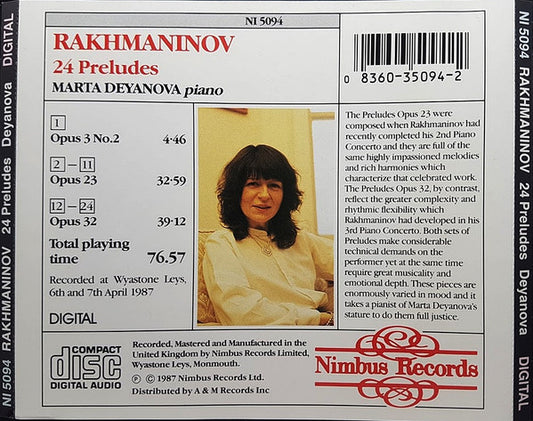 NI 5094 RAKHMANINOV 24 Preludes Deyanova DIGITAL
NI 5094
RAKHMANINOV
24 Preludes
MARTA DEYANOVA piano
1
Opus 3 No.2 4·46
2 – 11
Opus 23 32·59
12 – 24
Opus 32 39·12
Total playing
time 76.57
Recorded at Wyastone Leys,
6th and 7th April 1987
DIGITAL
0 8360-35094-2
The Preludes Opus 23 were
composed when Rakhmaninov had
recently completed his 2nd Piano
Concerto and they are full of the
same highly impassioned melodies
and rich harmonies which
characterize that celebrated work.
The Preludes Opus 32, by contrast,
reflect the greater complexity and
rhythmic flexibility which
Rakhmaninov had developed in his
3rd Piano Concerto. Both sets of
Preludes make considerable
technical demands on the
performer yet at the same time
require great musicality and
emotional depth. These pieces are
enormously varied in mood and it
takes a pianist of Marta Deyanova's
stature to do them full justice.
COMPACT
disc
DIGITAL AUDIO
Recorded, Mastered and Manufactured in the
United Kingdom by Nimbus Records Limited,
Wyastone Leys, Monmouth.
℗ © 1987 Nimbus Records Ltd.
Distributed by A & M Records Inc
Nimbus Records
NI 5094 RAKHMANINOV 24 Preludes Deyanova DIGITAL